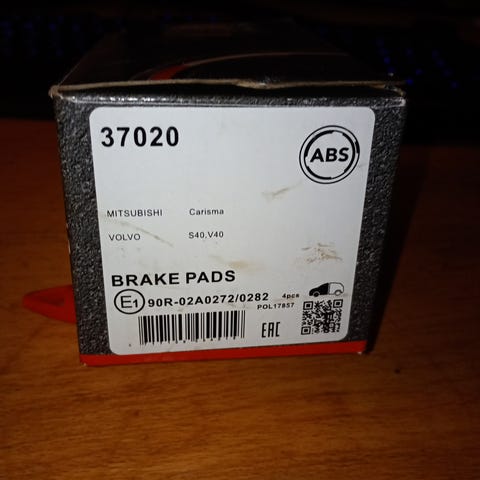 37020
ABS
MITSUBISHI Carisma
VOLVO S40,V40
BRAKE PADS
E1 90R-02A0272/0282 4pcs
POL17857
EAC